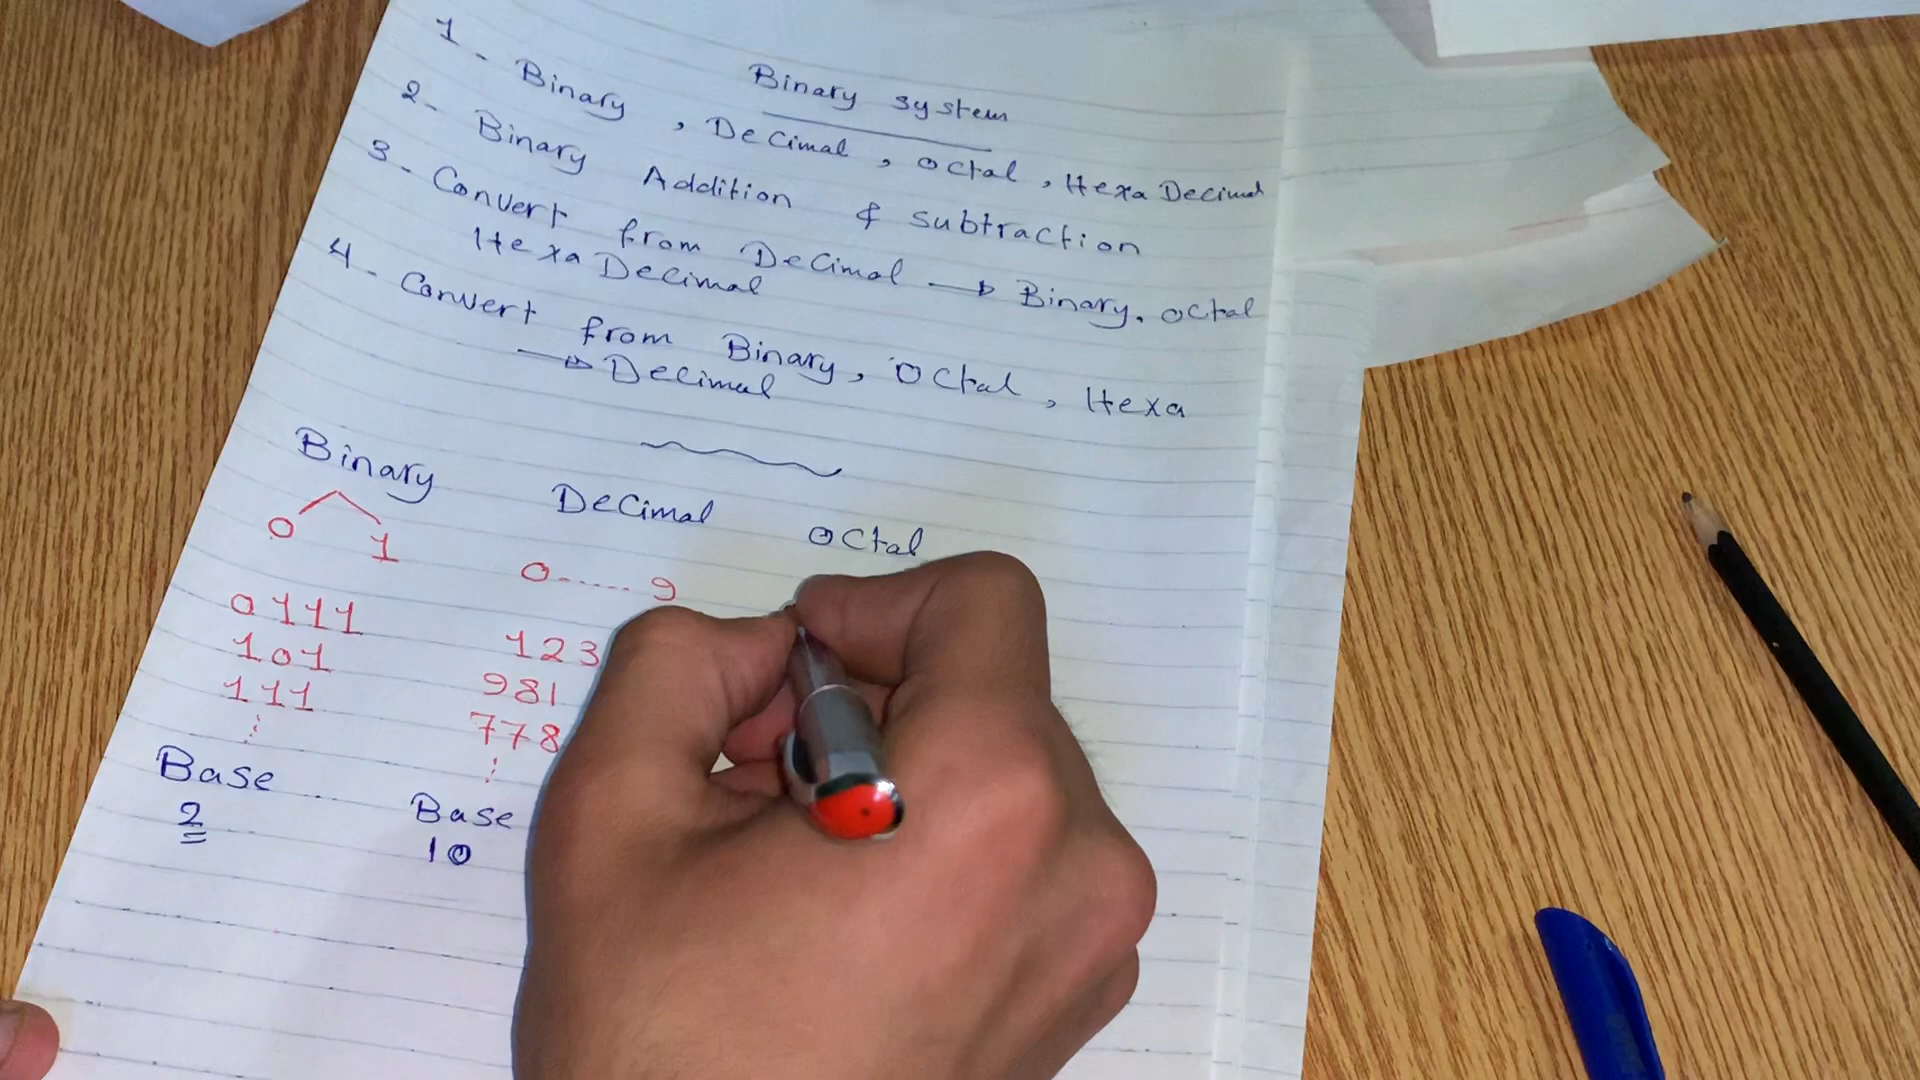 Binary system
1 - Binary, Decimal, octal, Hexa Decimal
2 - Binary Addition & subtraction
3 - Convert from Decimal → Binary, octal
Hexa Decimal
4 - Convert from Binary, Octal, Hexa
→ Decimal
Binary Decimal octal
0 1 0......9
0111 123
101 981
111 778
Base Base
2 10